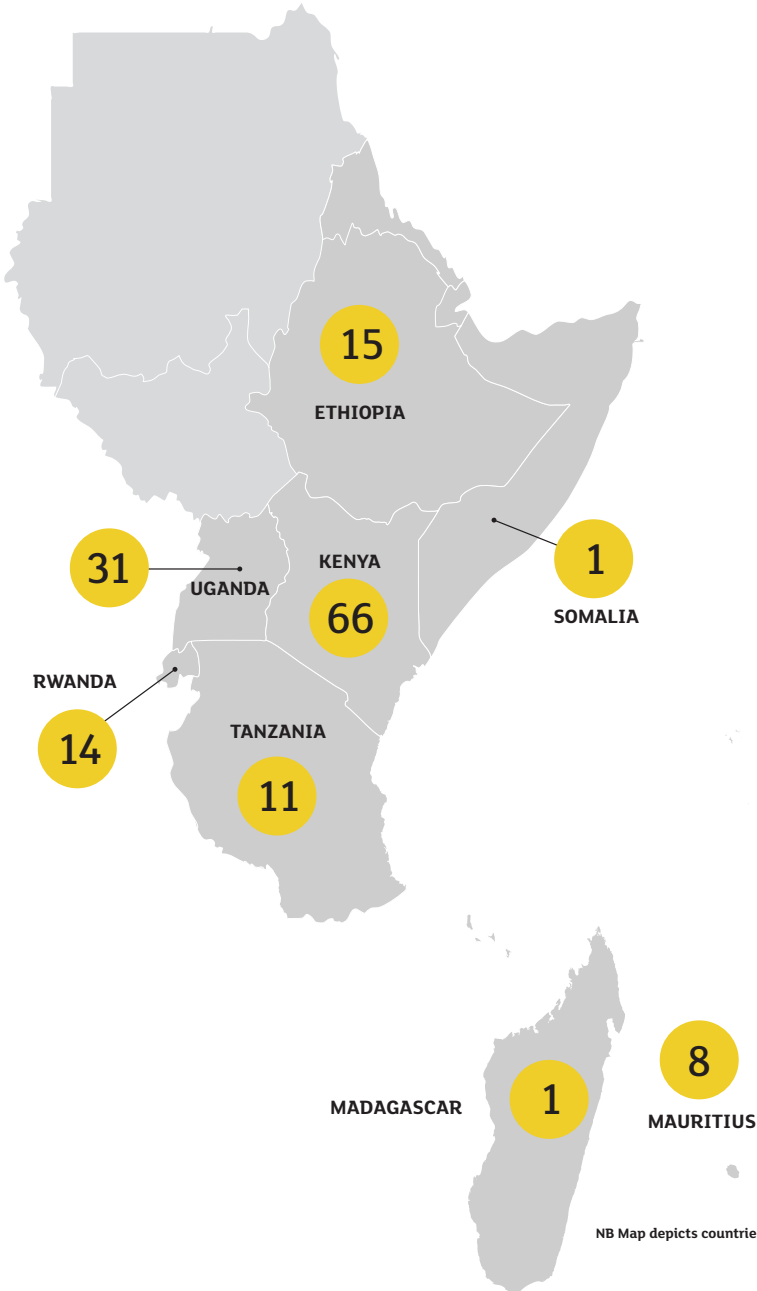 15
ETHIOPIA
31
UGANDA
KENYA
66
1
SOMALIA
RWANDA
14
TANZANIA
11
MADAGASCAR
1
8
MAURITIUS
NB Map depicts countrie